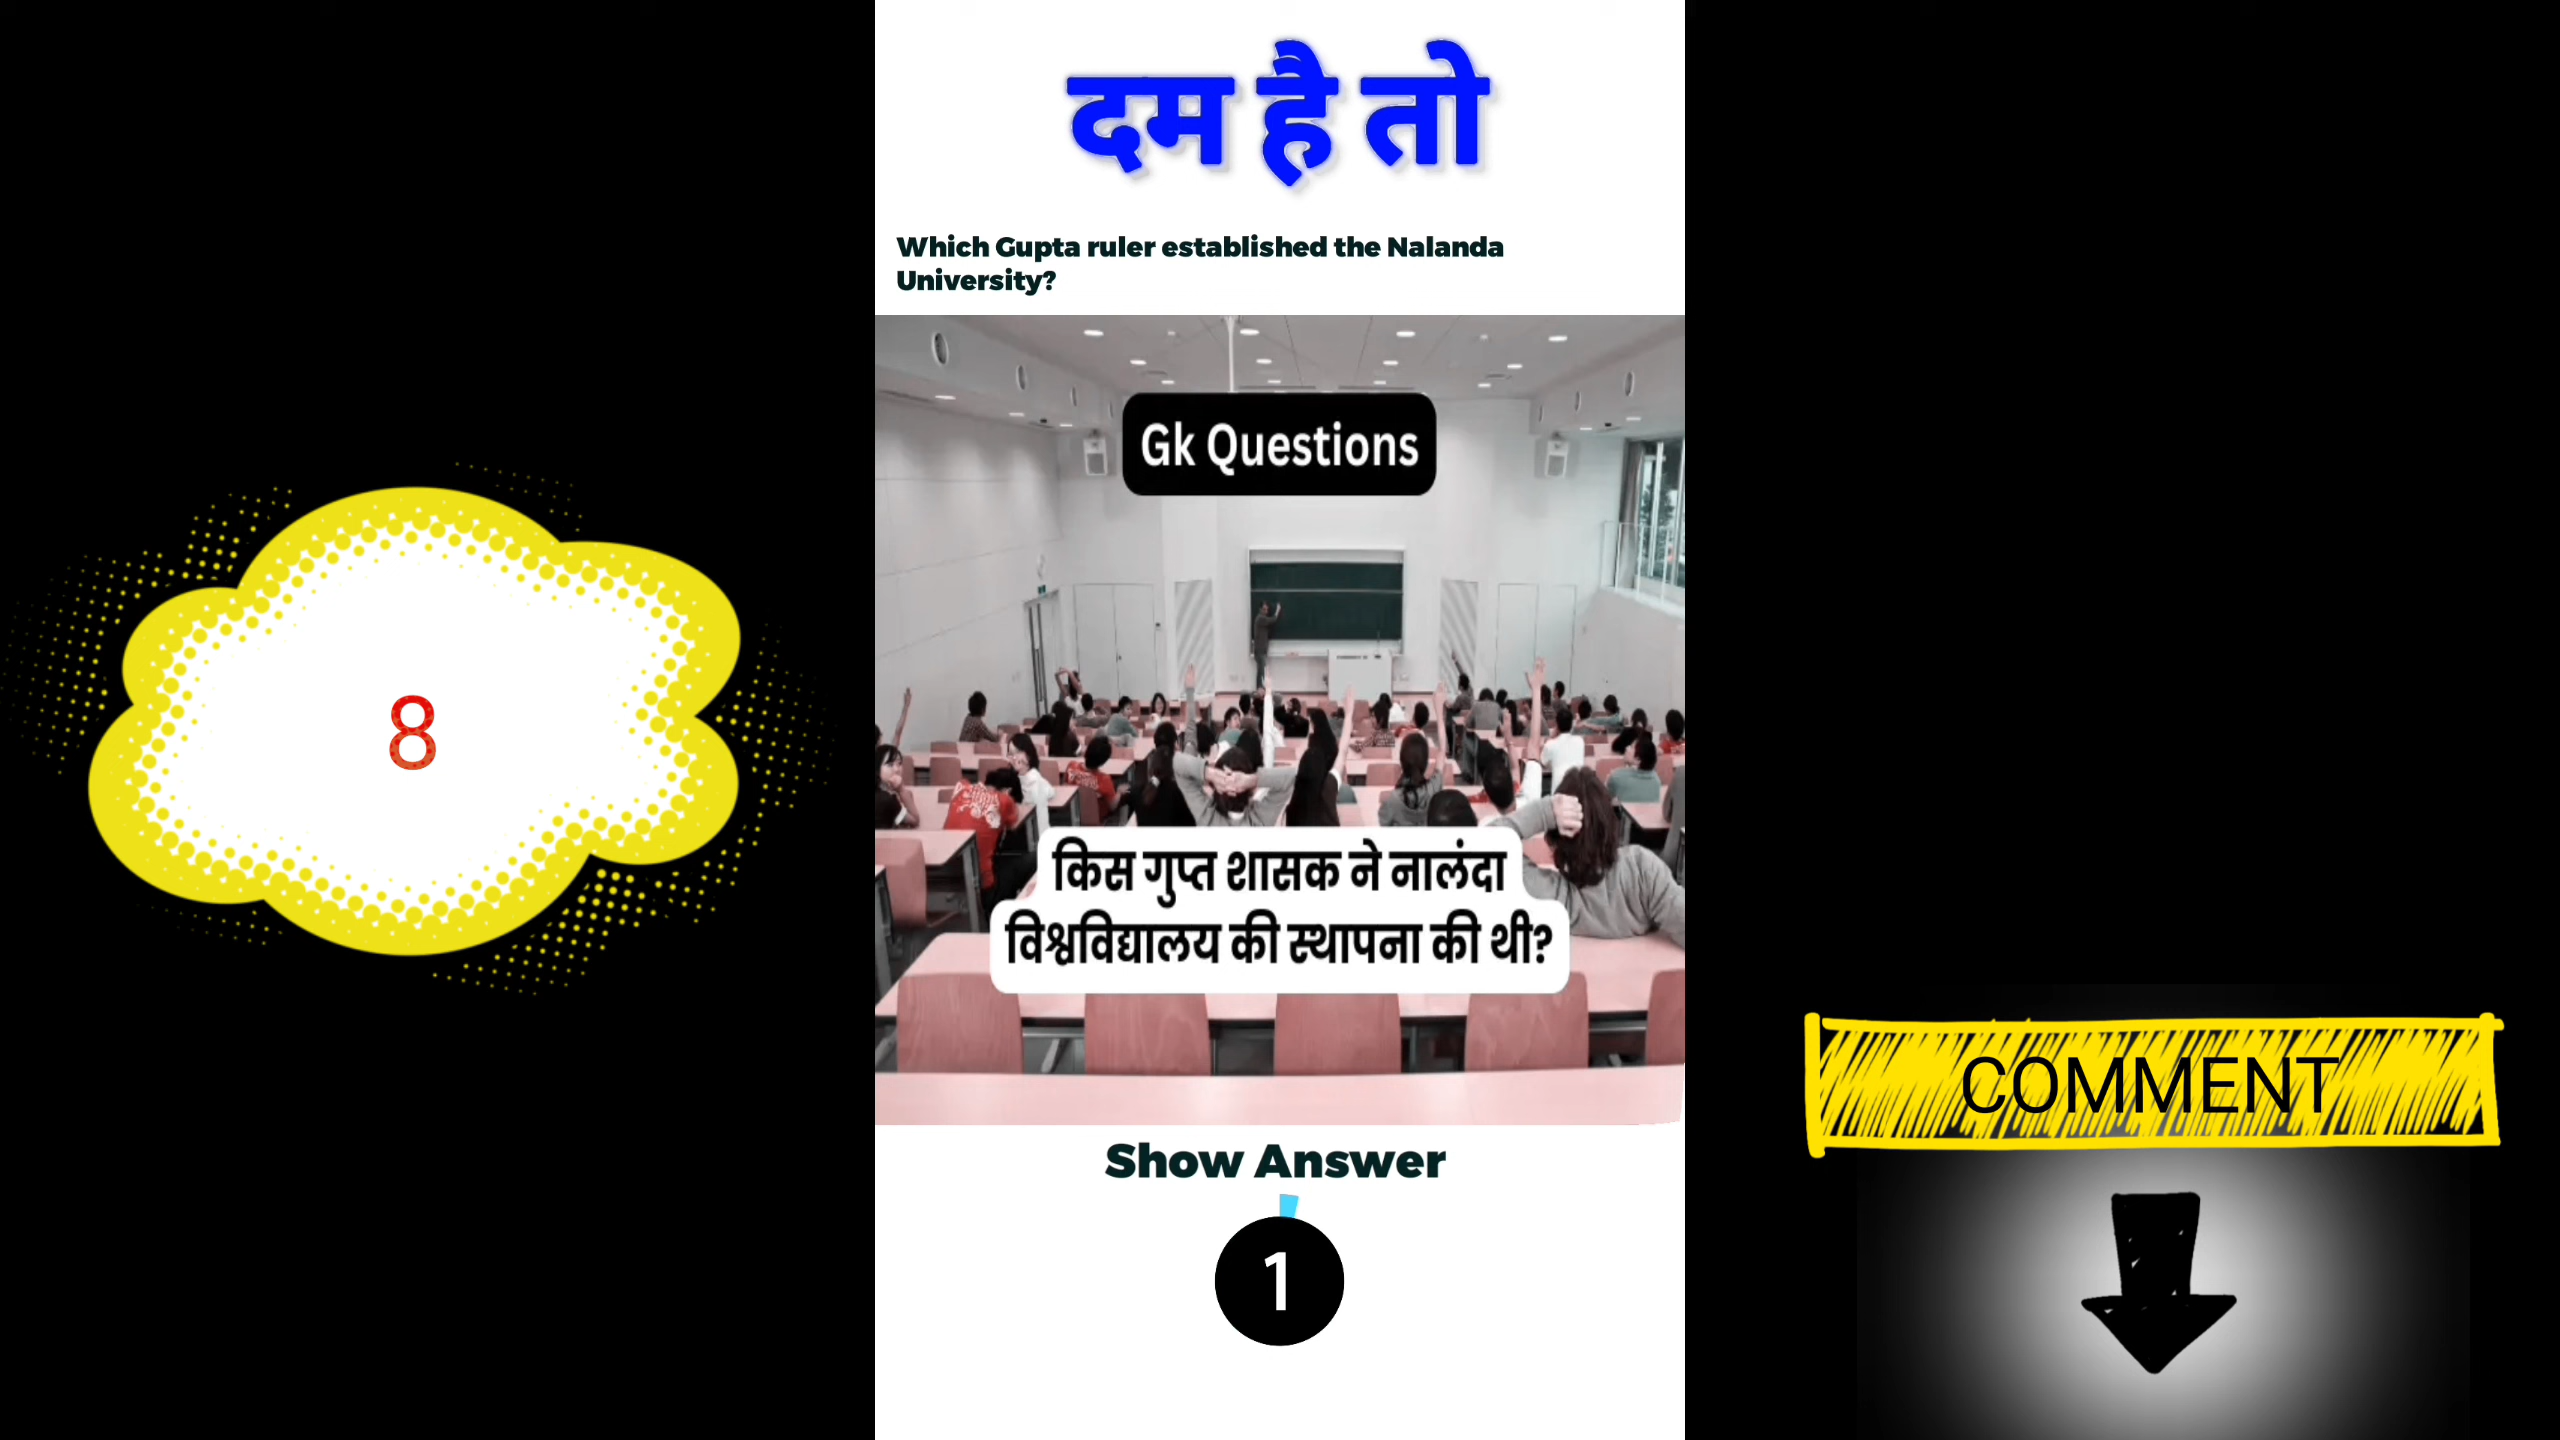 दम है तो
Which Gupta ruler established the Nalanda
University?
Gk Questions
8
किस गुप्त शासक ने नालंदा
विश्वविद्यालय की स्थापना की थी?
COMMENT
Show Answer
1